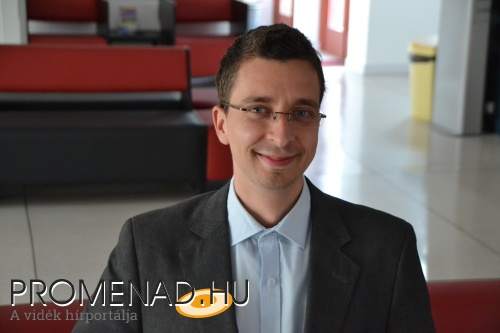 PROMENAD.HU
A vidék hírportálja